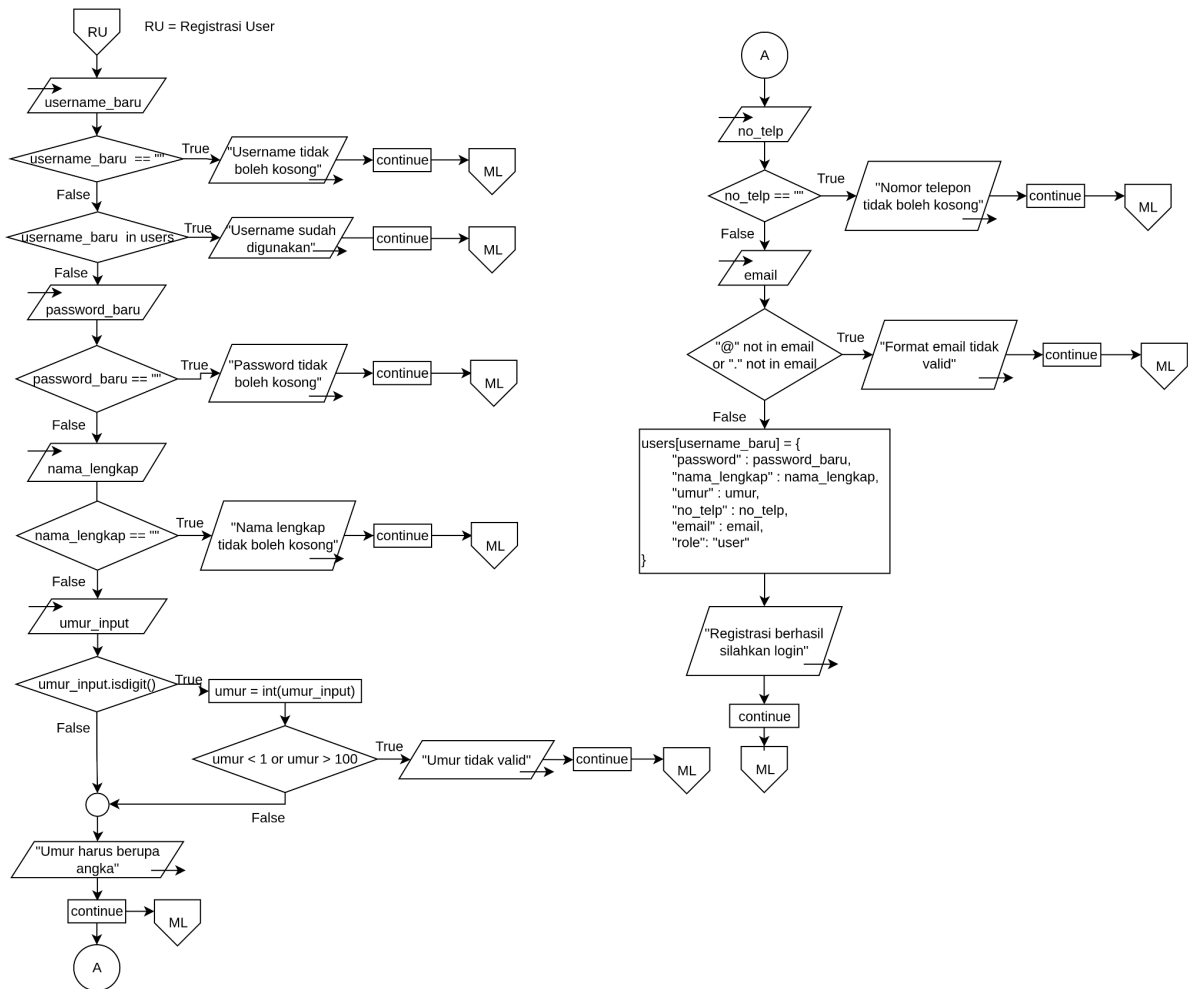 RU
RU = Registrasi User
username_baru
username_baru == ""
True
"Username tidak
boleh kosong"
continue
ML
False
username_baru in users
True
"Username sudah
digunakan"
continue
ML
False
password_baru
password_baru == ""
True
"Password tidak
boleh kosong"
continue
ML
False
nama_lengkap
nama_lengkap == ""
True
"Nama lengkap
tidak boleh kosong"
continue
ML
False
umur_input
umur_input.isdigit()
True
umur = int(umur_input)
False
umur < 1 or umur > 100
True
"Umur tidak valid"
continue
ML
False
"Umur harus berupa
angka"
continue
ML
A
A
no_telp
no_telp == ""
True
"Nomor telepon
tidak boleh kosong"
continue
ML
False
email
"@" not in email
or "." not in email
True
"Format email tidak
valid"
continue
ML
False
users[username_baru] = {
"password" : password_baru,
"nama_lengkap" : nama_lengkap,
"umur" : umur,
"no_telp" : no_telp,
"email" : email,
"role": "user"
}
"Registrasi berhasil
silahkan login"
continue
ML